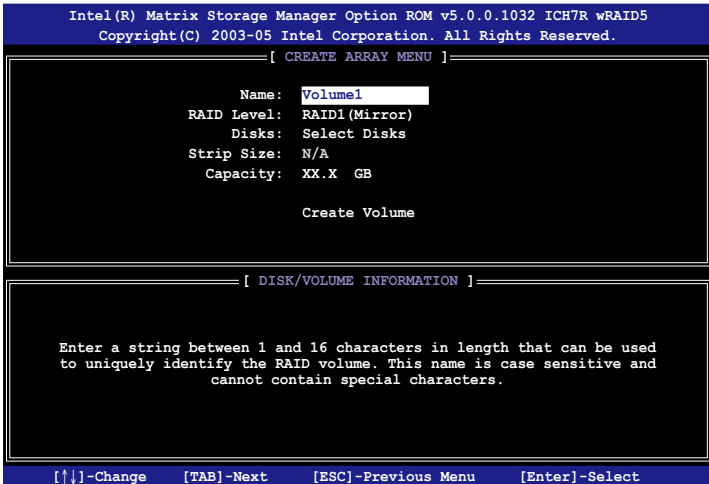 Intel(R) Matrix Storage Manager Option ROM v5.0.0.1032 ICH7R wRAID5
Copyright(C) 2003-05 Intel Corporation. All Rights Reserved.
[ CREATE ARRAY MENU ]
Name: Volume1
RAID Level: RAID1(Mirror)
Disks: Select Disks
Strip Size: N/A
Capacity: XX.X GB
Create Volume
[ DISK/VOLUME INFORMATION ]
Enter a string between 1 and 16 characters in length that can be used
to uniquely identify the RAID volume. This name is case sensitive and
cannot contain special characters.
[↑↓]-Change [TAB]-Next [ESC]-Previous Menu [Enter]-Select